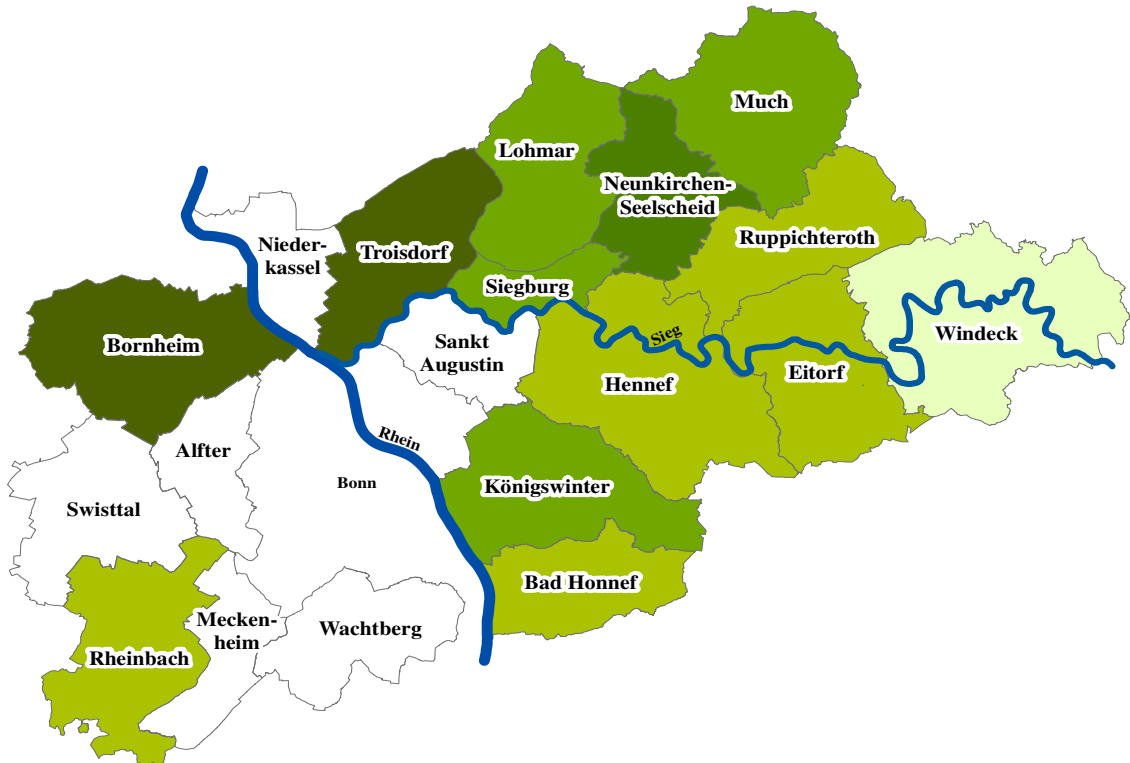 Much
Lohmar
Neunkirchen-
Seelscheid
Ruppichteroth
Nieder-
kassel
Troisdorf
Siegburg
Sieg
Windeck
Bornheim
Sankt
Augustin
Hennef
Eitorf
Rhein
Alfter
Bonn
Königswinter
Swisttal
Bad Honnef
Mecken-
heim
Wachtberg
Rheinbach